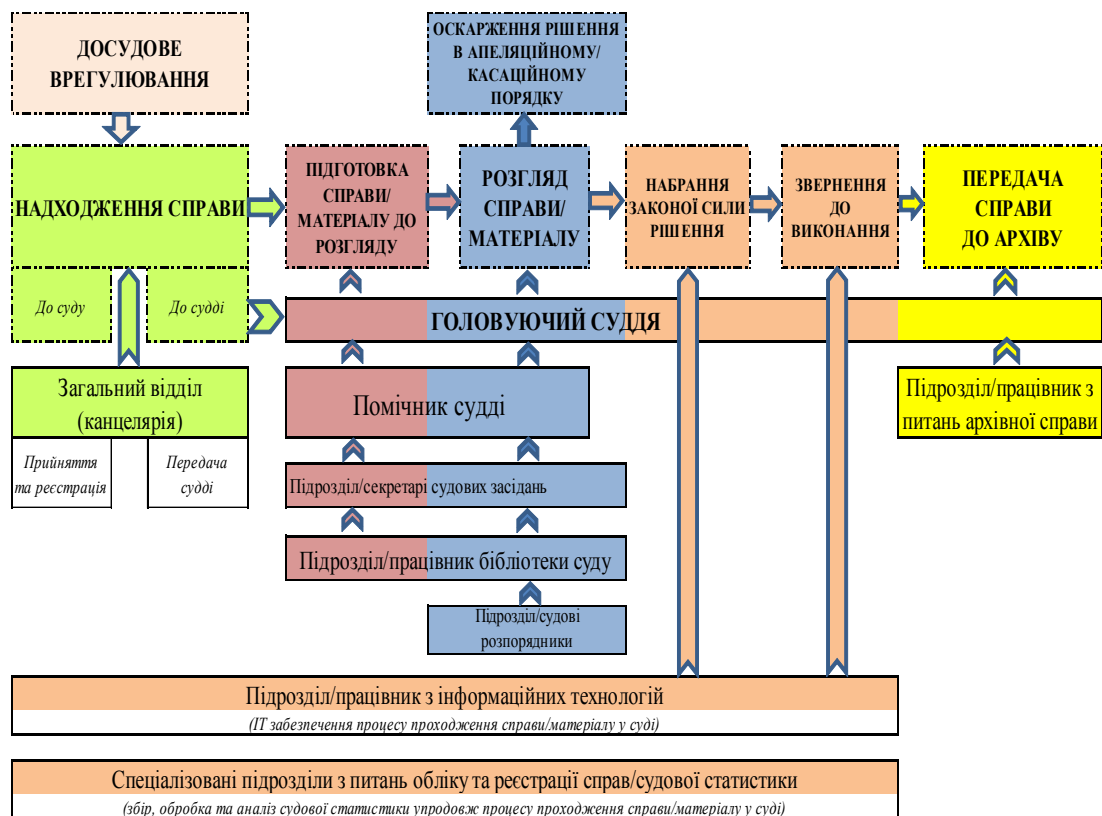 ДОСУДОВЕ
ВРЕГУЛЮВАННЯ
ОСКАРЖЕННЯ РІШЕННЯ
В АПЕЛЯЦІЙНОМУ/
КАСАЦІЙНОМУ
ПОРЯДКУ
НАДХОДЖЕННЯ СПРАВИ
ПІДГОТОВКА
СПРАВИ/
МАТЕРІАЛУ ДО
РОЗГЛЯДУ
РОЗГЛЯД
СПРАВИ/
МАТЕРІАЛУ
НАБРАННЯ
ЗАКОНОЇ СИЛИ
РІШЕННЯ
ЗВЕРНЕННЯ
ДО
ВИКОНАННЯ
ПЕРЕДАЧА
СПРАВИ
ДО АРХІВУ
До суду
До судді
ГОЛОВУЮЧИЙ СУДДЯ
Загальний відділ
(канцелярія)
Прийняття
та реєстрація
Передача
судді
Помічник судді
Підрозділ/працівник з
питань архівної справи
Підрозділ/секретарі судових засідань
Підрозділ/працівник бібліотеки суду
Підрозділ/судові
розпорядники
Підрозділ/працівник з інформаційних технологій
(ІТ забезпечення процесу проходження справи/матеріалу у суді)
Спеціалізовані підрозділи з питань обліку та реєстрації справ/судової статистики
(збір, обробка та аналіз судової статистики упродовж процесу проходження справи/матеріалу у суді)